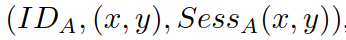 (ID_A, (x, y), Sess_A(x, y)).